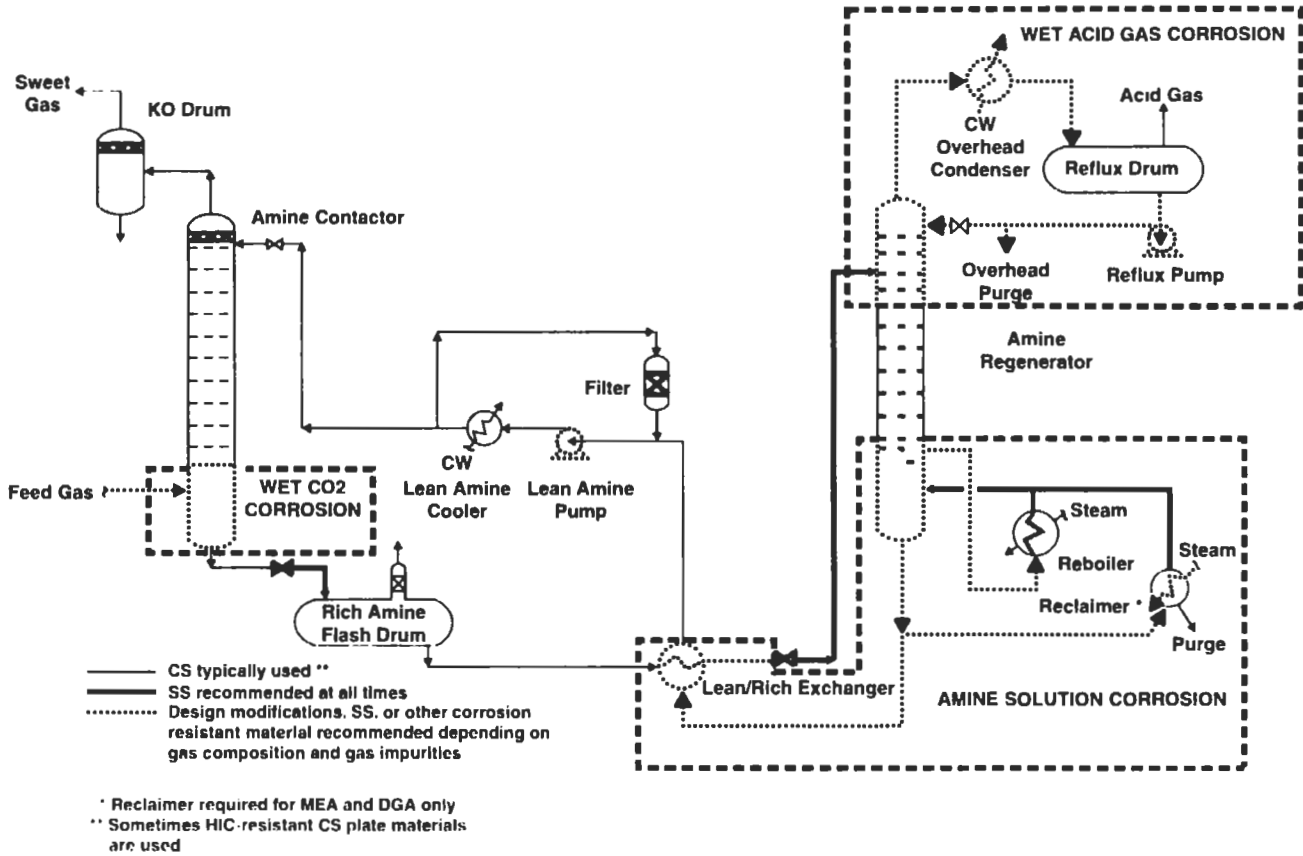 WET ACID GAS CORROSION
Sweet
Gas
KO Drum
Acid Gas
CW
Overhead
Condenser
Reflux Drum
Amine Contactor
Overhead
Purge
Reflux Pump
Amine
Regenerator
Filter
CW
Lean Amine
Cooler
Lean Amine
Pump
Feed Gas
WET CO2
CORROSION
Steam
Reboiler
Steam
Reclaimer *
Purge
Rich Amine
Flash Drum
Lean/Rich Exchanger
AMINE SOLUTION CORROSION
CS typically used **
SS recommended at all times
Design modifications. SS. or other corrosion
resistant material recommended depending on
gas composition and gas impurities
* Reclaimer required for MEA and DGA only
** Sometimes HIC-resistant CS plate materials
are used